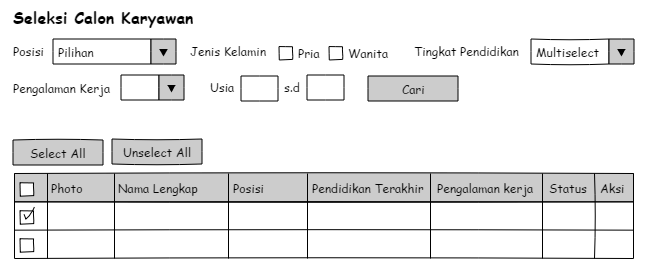 Seleksi Calon Karyawan
Posisi Pilihan Jenis Kelamin Pria Wanita Tingkat Pendidikan Multiselect
Pengalaman Kerja Usia s.d Cari
Select All Unselect All
Photo Nama Lengkap Posisi Pendidikan Terakhir Pengalaman kerja Status Aksi